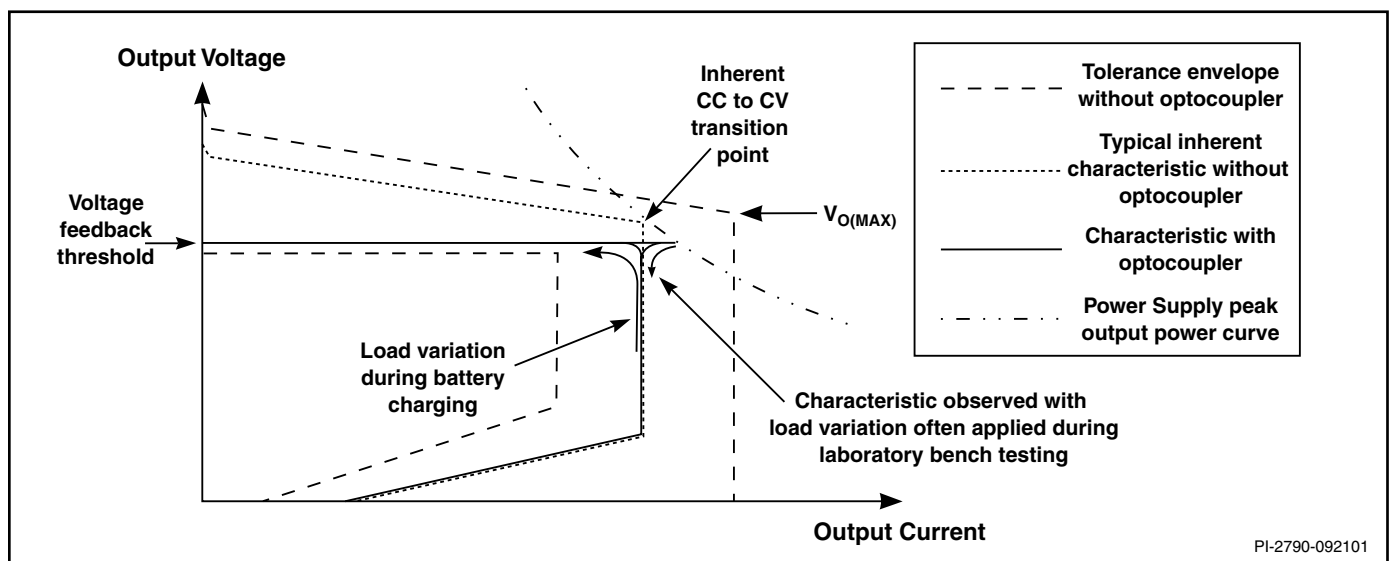 Output Voltage
Inherent
CC to CV
transition
point
Tolerance envelope
without optocoupler
Typical inherent
characteristic without
optocoupler
Characteristic with
optocoupler
Power Supply peak
output power curve
Voltage
feedback
threshold
VO(MAX)
Load variation
during battery
charging
Characteristic observed with
load variation often applied during
laboratory bench testing
Output Current
PI-2790-092101